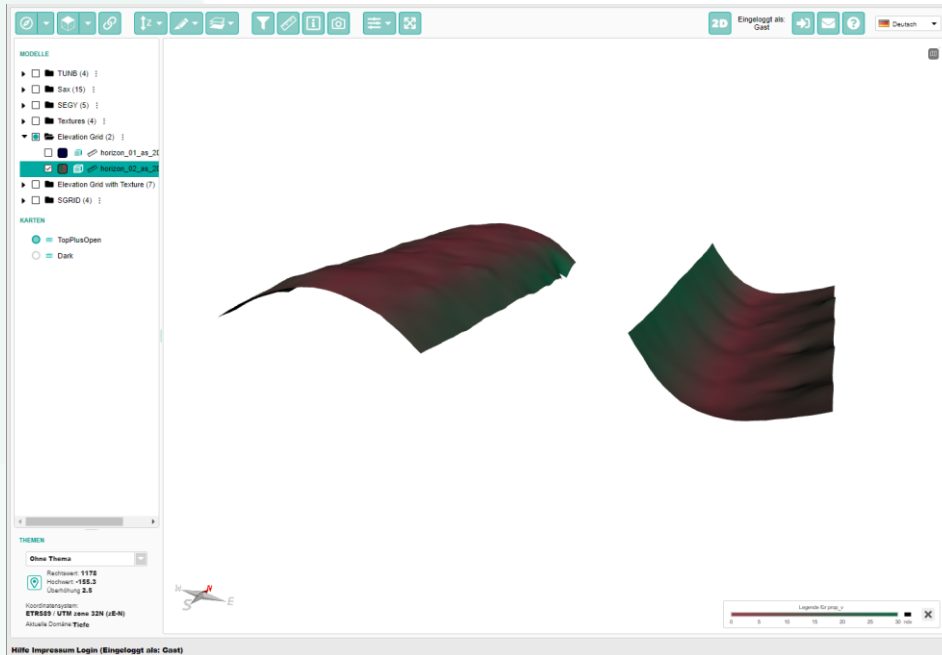 2D
Eingeloggt als:
Gast
Deutsch
MODELLE
TUNB (4)
Sax (15)
SEGY (5)
Textures (4)
Elevation Grid (2)
horizon_01_as_2D
horizon_02_as_2D
Elevation Grid with Texture (7)
SGRID (4)
KARTEN
TopPlusOpen
Dark
THEMEN
Ohne Thema
Rechtswert: 1178
Hochwert: -155.3
Überhöhung 2.5
Koordinatensystem:
ETRS89 / UTM zone 32N (zE-N)
Aktuelle Domäne: Tiefe
W N
S E
Legende für prop_v
0 5 10 15 20 25 30 n/a
Hilfe Impressum Login (Eingeloggt als: Gast)